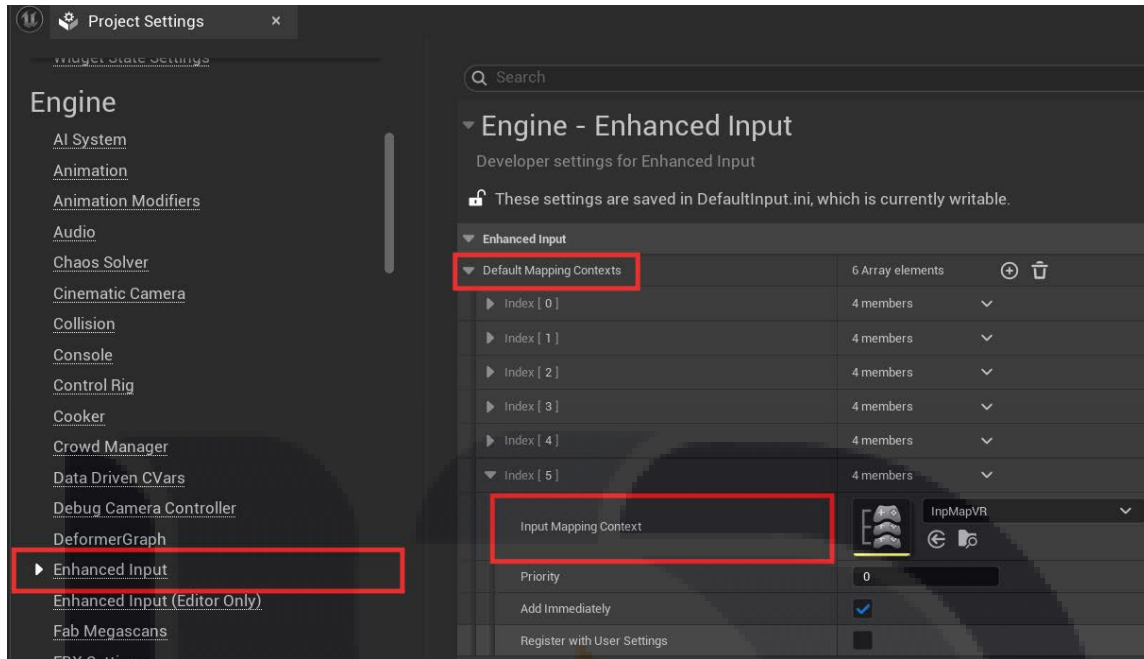 Project Settings
Widget State Settings
Engine
AI System
Animation
Animation Modifiers
Audio
Chaos Solver
Cinematic Camera
Collision
Console
Control Rig
Cooker
Crowd Manager
Data Driven CVars
Debug Camera Controller
DeformerGraph
Enhanced Input
Enhanced Input (Editor Only)
Fab Megascans
Search
Engine - Enhanced Input
Developer settings for Enhanced Input
These settings are saved in DefaultInput.ini, which is currently writable.
Enhanced Input
Default Mapping Contexts 6 Array elements
Index [ 0 ] 4 members
Index [ 1 ] 4 members
Index [ 2 ] 4 members
Index [ 3 ] 4 members
Index [ 4 ] 4 members
Index [ 5 ] 4 members
Input Mapping Context InpMapVR
Priority 0
Add Immediately
Register with User Settings